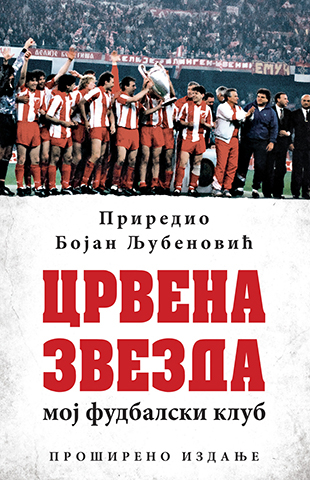 Приредио
Бојан Љубеновић
ЦРВЕНА
ЗВЕЗДА
мој фудбалски клуб
ПРОШИРЕНО ИЗДАЊЕ